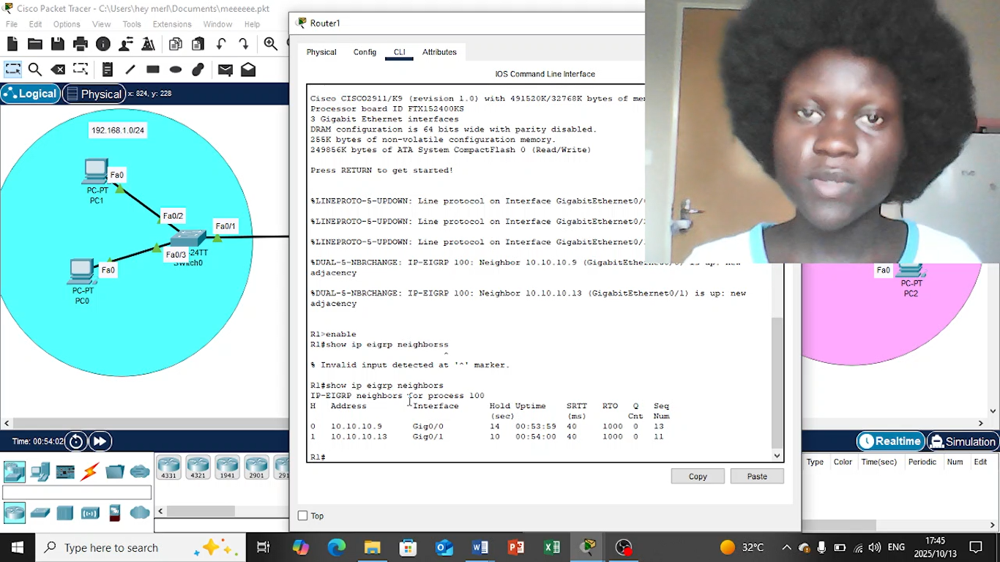 Cisco Packet Tracer - C:\Users\hey merl\Documents\meeeeee.pkt
File Edit Options View Tools Extensions Window Help
Logical Physical x: 824, y: 228
192.168.1.0/24
Fa0
PC-PT
PC1
Fa0/2
Fa0/1
-24TT
Switch0
Fa0/3
Fa0
PC-PT
PC0
Router1
Physical Config CLI Attributes
IOS Command Line Interface
Cisco CISCO2911/K9 (revision 1.0) with 491520K/32768K bytes of
Processor board ID FTX152400KS
3 Gigabit Ethernet interfaces
DRAM configuration is 64 bits wide with parity disabled.
255K bytes of non-volatile configuration memory.
249856K bytes of ATA System CompactFlash 0 (Read/Write)
Press RETURN to get started!
%LINEPROTO-5-UPDOWN: Line protocol on Interface
%LINEPROTO-5-UPDOWN: Line protocol on Interface
%LINEPROTO-5-UPDOWN: Line protocol on Interface
%DUAL-5-NBRCHANGE: IP-EIGRP 100: Neighbor 10.10.10.9 is up: new
adjacency
%DUAL-5-NBRCHANGE: IP-EIGRP 100: Neighbor 10.10.10.13 (GigabitEthernet0/1) is up: new
adjacency
R1>enable
R1#show ip eigrp neighborss
^
% Invalid input detected at '^' marker.
R1#show ip eigrp neighbors
IP-EIGRP neighbors for process 100
H Address Interface Hold Uptime SRTT RTO Q Seq
(sec) (ms) Cnt Num
0 10.10.10.9 Gig0/0 14 00:53:59 40 1000 0 13
1 10.10.10.13 Gig0/1 10 00:54:00 40 1000 0 11
R1#
Copy Paste
Top
Fa0
PC-PT
PC2
Time: 00:54:02
Realtime Simulation
4331 4321 1941 2901
Type Color Time(sec) Periodic Num Edit
Type here to search
32°C ENG 17:45
2025/10/13